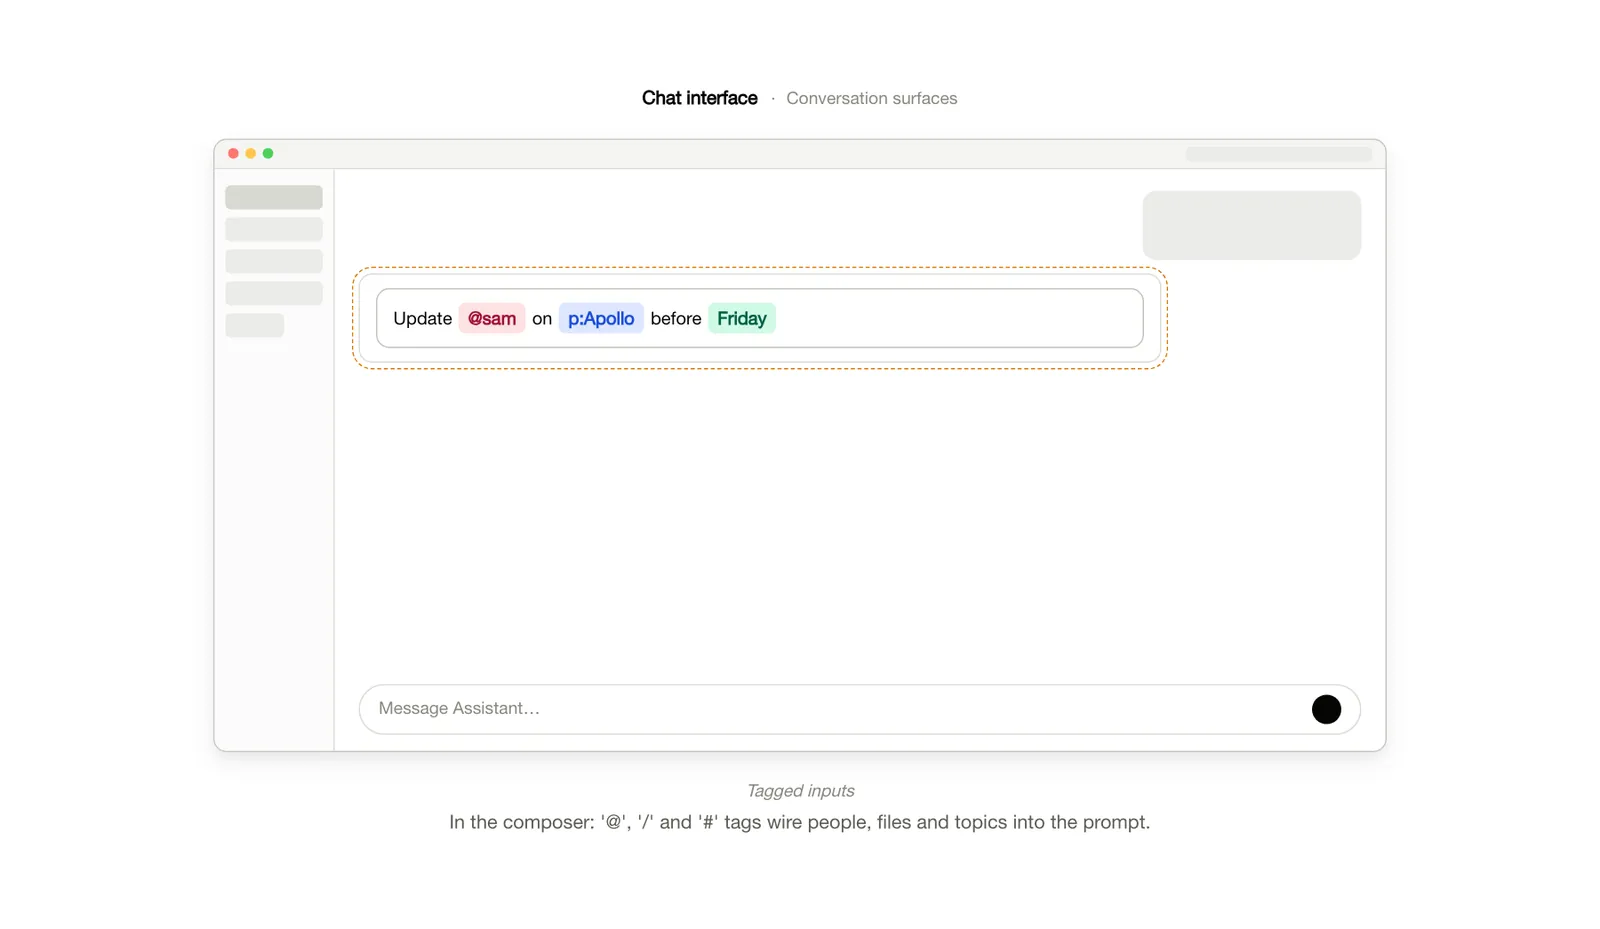 Chat interface · Conversation surfaces
Update @sam on p:Apollo before Friday
Message Assistant...
Tagged inputs
In the composer: '@', '/' and '#' tags wire people, files and topics into the prompt.